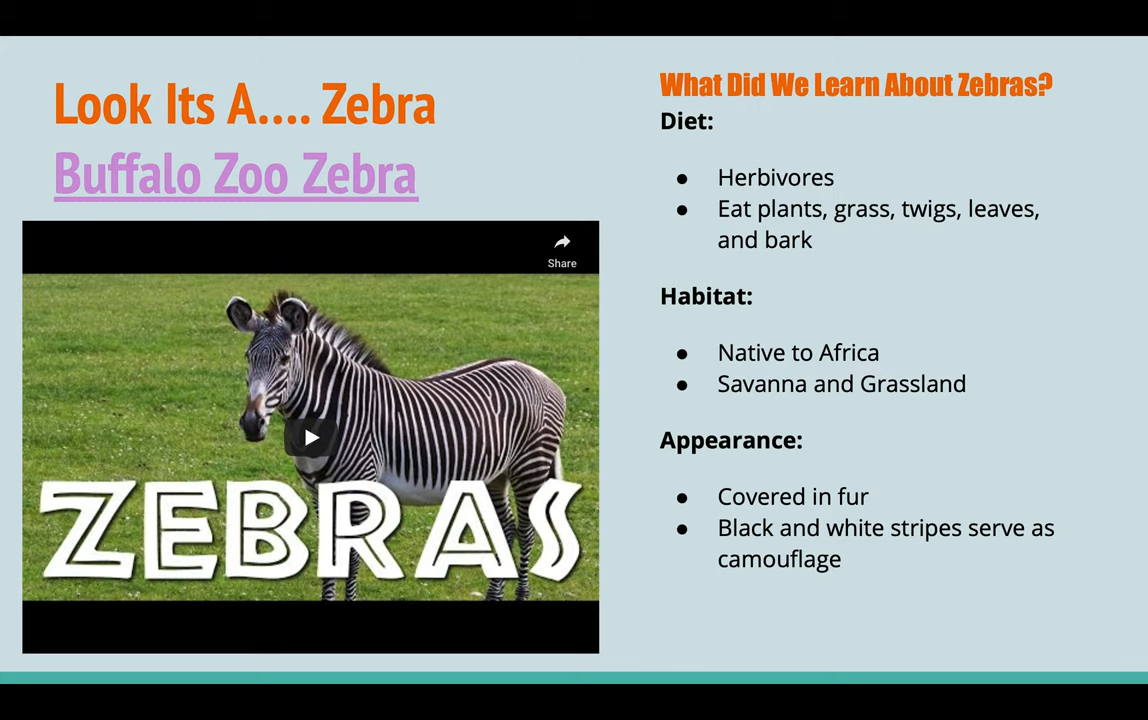 Look Its A.... Zebra
Buffalo Zoo Zebra
Share
ZEBRAS
What Did We Learn About Zebras?
Diet:
● Herbivores
● Eat plants, grass, twigs, leaves,
and bark
Habitat:
● Native to Africa
● Savanna and Grassland
Appearance:
● Covered in fur
● Black and white stripes serve as
camouflage